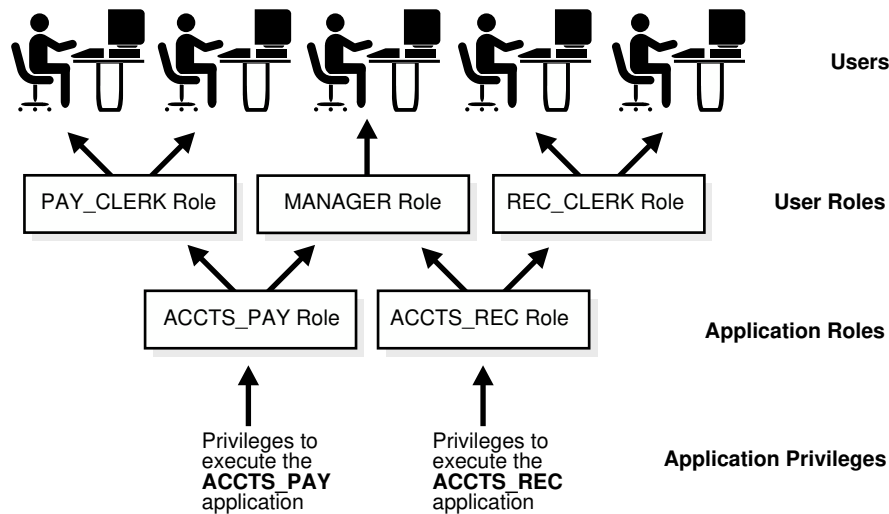 Users
PAY_CLERK Role
MANAGER Role
REC_CLERK Role
User Roles
ACCTS_PAY Role
ACCTS_REC Role
Application Roles
Privileges to
execute the
ACCTS_PAY
application
Privileges to
execute the
ACCTS_REC
application
Application Privileges